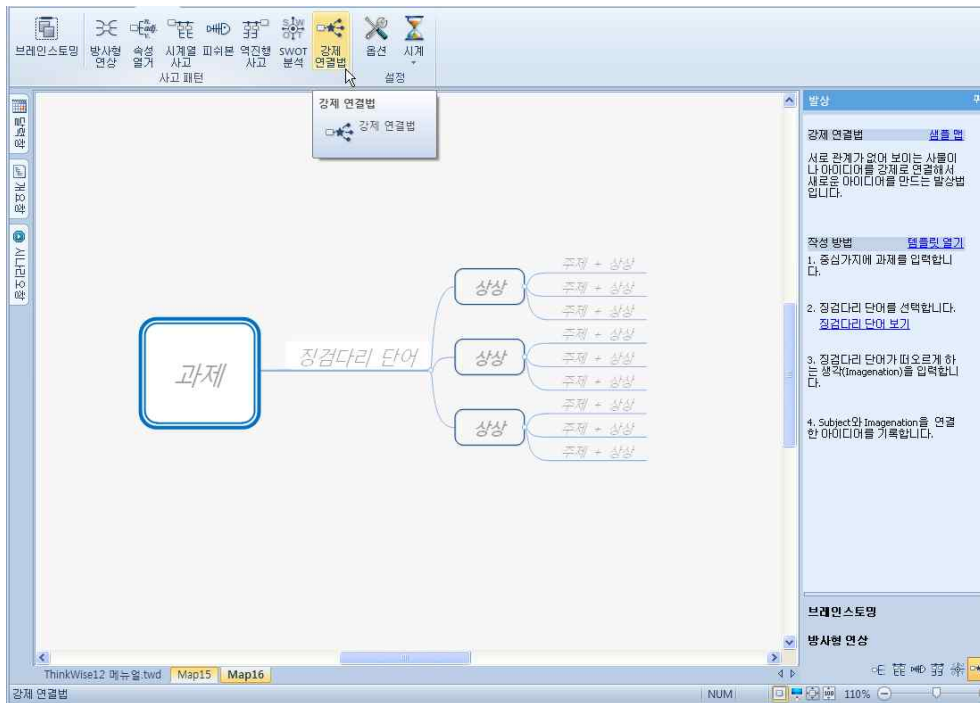 브레인스토밍
방사형 연상
속성 열거
시계열 사고
피쉬본
역진행 사고
SWOT 분석
강제 연결법
옵션
시계
사고 패턴
설정
강제 연결법
강제 연결법
달력창
개요창
시나리오창
과제
징검다리 단어
상상
주제 + 상상
주제 + 상상
주제 + 상상
상상
주제 + 상상
주제 + 상상
주제 + 상상
상상
주제 + 상상
주제 + 상상
주제 + 상상
발상
강제 연결법 샘플 맵
서로 관계가 없어 보이는 사물이
나 아이디어를 강제로 연결해서
새로운 아이디어를 만드는 발상법
입니다.
작성 방법 템플릿 열기
1. 중심가지에 과제를 입력합니
다.
2. 징검다리 단어를 선택합니다.
징검다리 단어 보기
3. 징검다리 단어가 떠오르게 하
는 생각(Imagenation)을 입력합니
다.
4. Subject와 Imagenation을 연결
한 아이디어를 기록합니다.
브레인스토밍
방사형 연상
ThinkWise12 메뉴얼.twd Map15 Map16
강제 연결법 NUM 110%